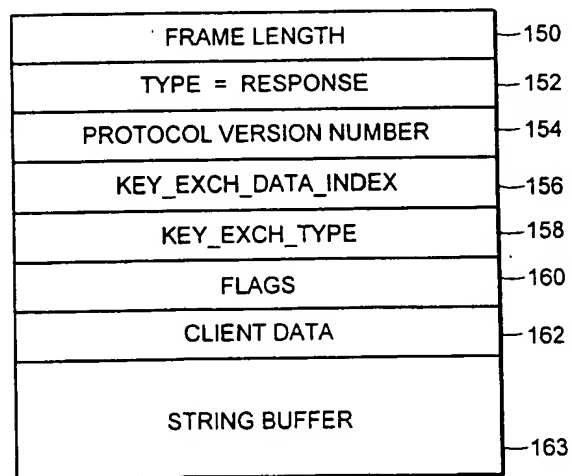 FRAME LENGTH 150
TYPE = RESPONSE 152
PROTOCOL VERSION NUMBER 154
KEY_EXCH_DATA_INDEX 156
KEY_EXCH_TYPE 158
FLAGS 160
CLIENT DATA 162
STRING BUFFER
163